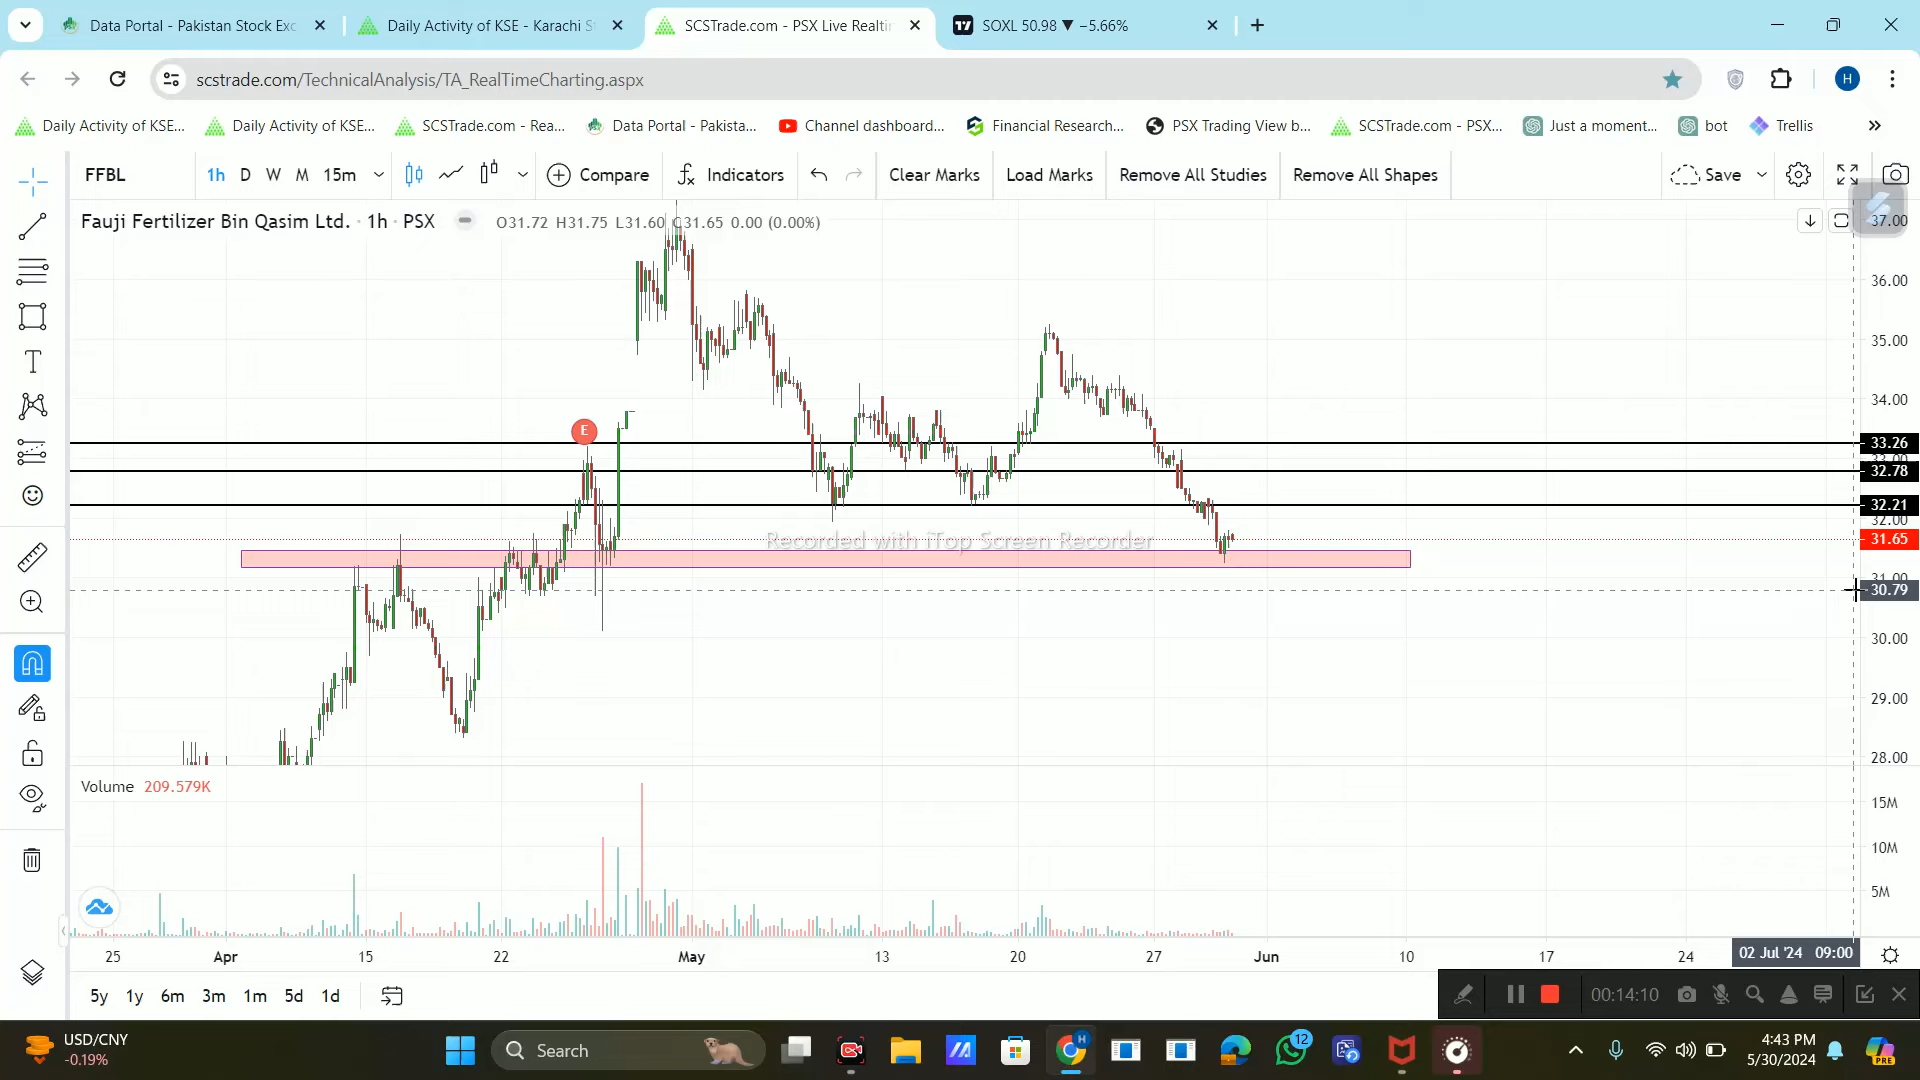 Data Portal - Pakistan Stock Exc
Daily Activity of KSE - Karachi S
SCSTrade.com - PSX Live Realti
SOXL 50.98 ▼ −5.66%
scstrade.com/TechnicalAnalysis/TA_RealTimeCharting.aspx
H
Daily Activity of KSE...
Daily Activity of KSE...
SCSTrade.com - Rea...
Data Portal - Pakista...
Channel dashboard...
Financial Research...
PSX Trading View b...
SCSTrade.com - PSX...
Just a moment...
bot
Trellis
FFBL
1h D W M 15m
Compare
Indicators
Clear Marks
Load Marks
Remove All Studies
Remove All Shapes
Save
Fauji Fertilizer Bin Qasim Ltd. · 1h · PSX
O31.72 H31.75 L31.60 C31.65 0.00 (0.00%)
37.00
36.00
35.00
34.00
E
33.26
33.00
32.78
32.21
32.00
31.65
Recorded with iTop Screen Recorder
31.00
30.79
30.00
29.00
28.00
Volume 209.579K
15M
10M
5M
25 Apr 15 22 May 13 20 27 Jun 10 17 24
02 Jul '24 09:00
5y 1y 6m 3m 1m 5d 1d
00:14:10
USD/CNY
-0.19%
Search
12
PRE
4:43 PM
5/30/2024